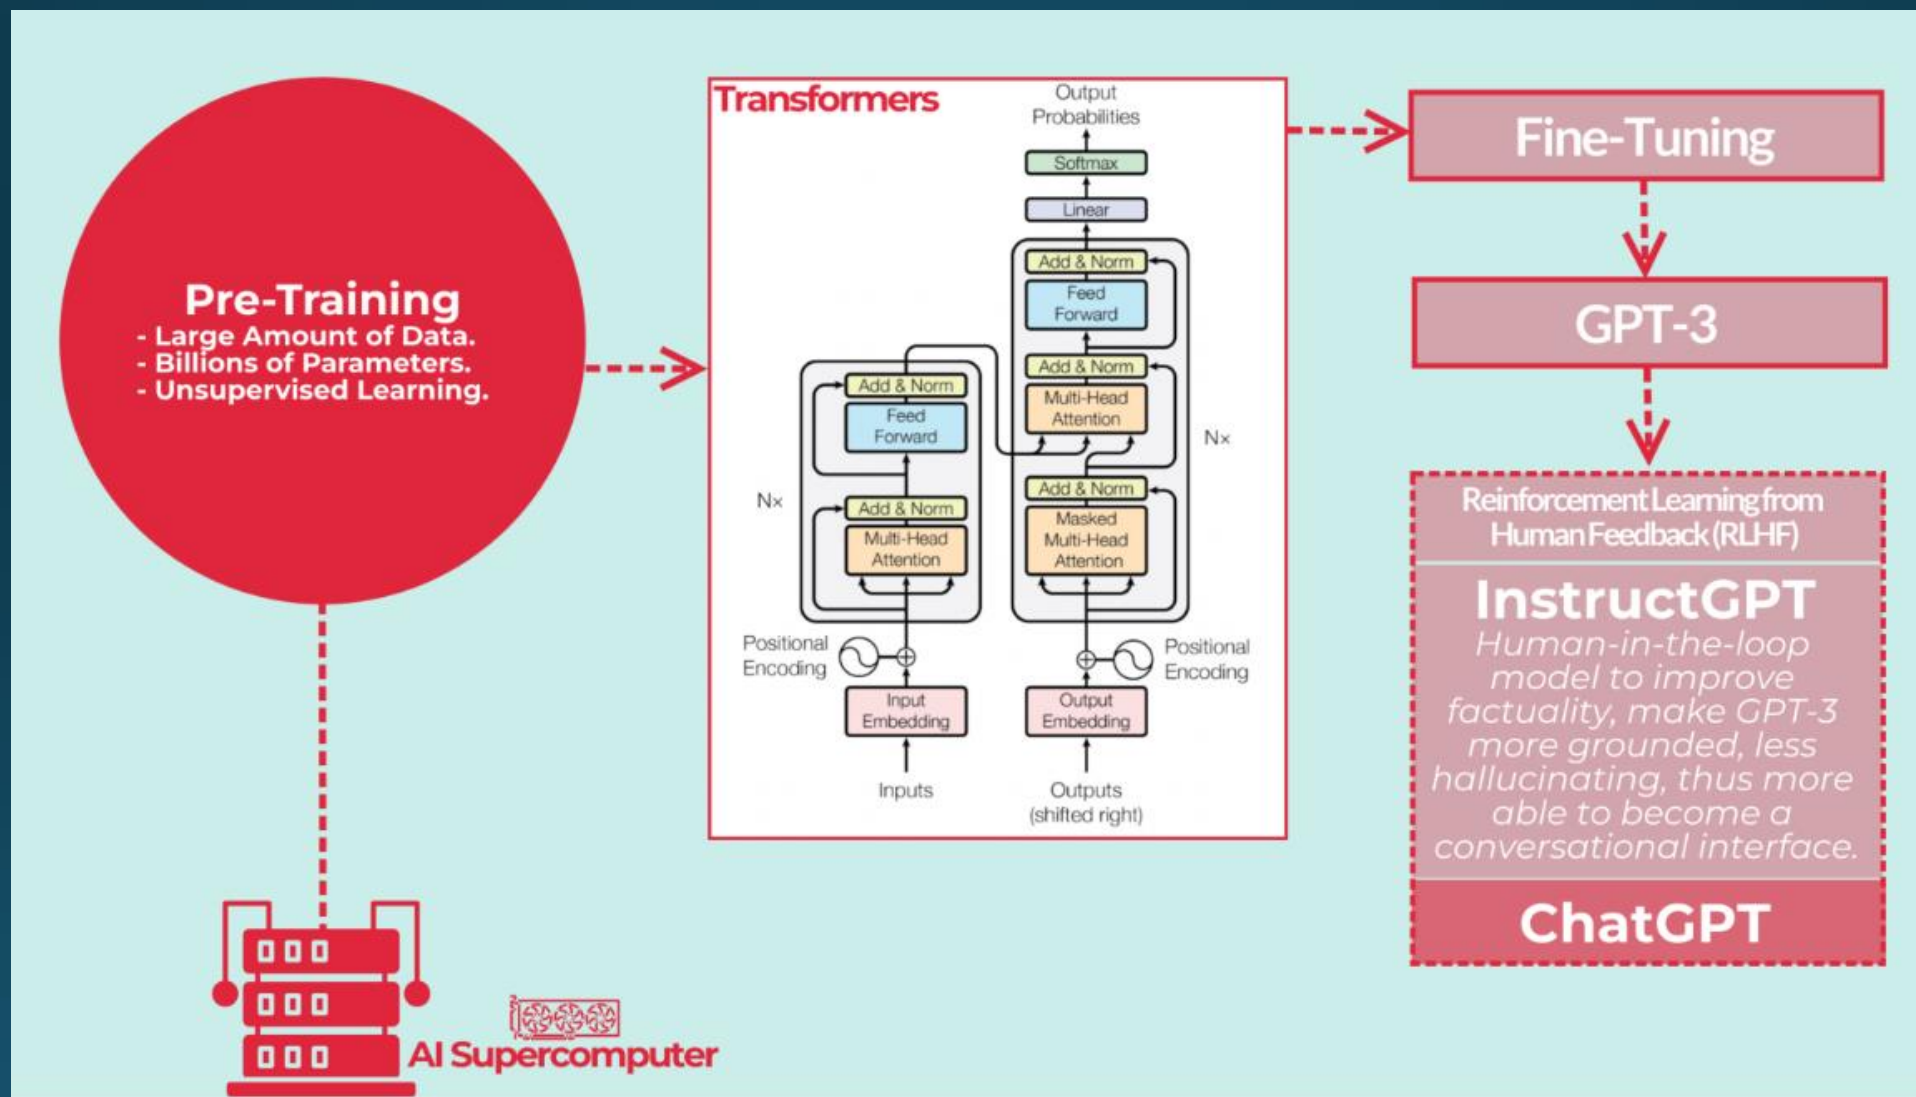 Pre-Training
- Large Amount of Data.
- Billions of Parameters.
- Unsupervised Learning.
AI Supercomputer
Transformers
Output
Probabilities
Softmax
Linear
Add & Norm
Feed
Forward
Add & Norm
Multi-Head
Attention
Add & Norm
Masked
Multi-Head
Attention
Nx
Positional
Encoding
Output
Embedding
Outputs
(shifted right)
Add & Norm
Feed
Forward
Add & Norm
Multi-Head
Attention
Nx
Positional
Encoding
Input
Embedding
Inputs
Fine-Tuning
GPT-3
Reinforcement Learning from
Human Feedback (RLHF)
InstructGPT
Human-in-the-loop
model to improve
factuality, make GPT-3
more grounded, less
hallucinating, thus more
able to become a
conversational interface.
ChatGPT